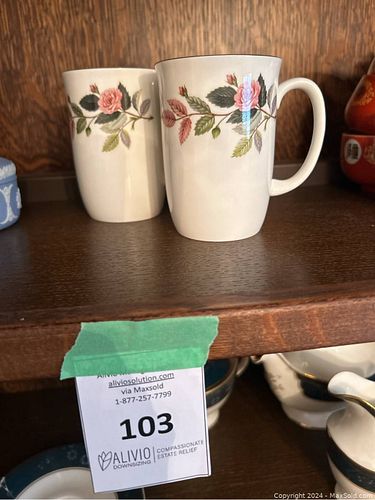 aliviosolution.com
via Maxsold
1-877-257-7799
103
ALIVIO
DOWNSIZING
COMPASSIONATE
ESTATE RELIEF
Copyright 2024 - MaxSold.com